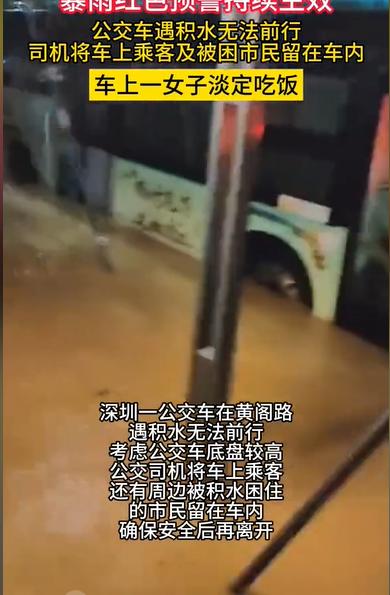 暴雨红色预警持续生效
公交车遇积水无法前行
司机将车上乘客及被困市民留在车内
车上一女子淡定吃饭
深圳一公交车在黄阁路
遇积水无法前行
考虑公交车底盘较高
公交司机将车上乘客
还有周边被积水困住
的市民留在车内
确保安全后再离开